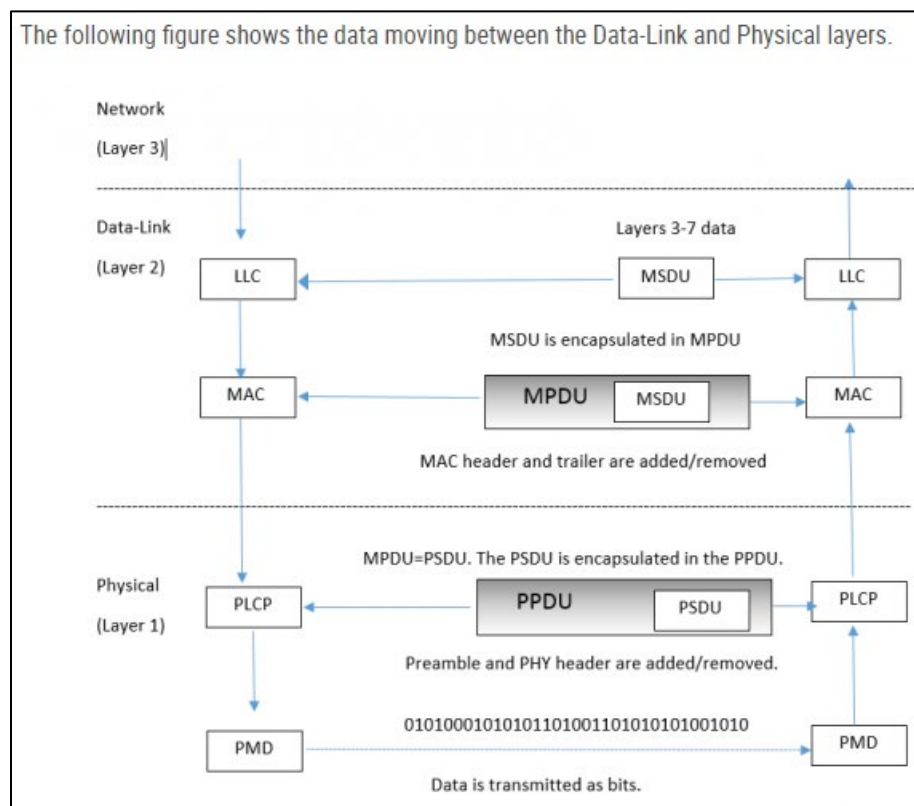 The following figure shows the data moving between the Data-Link and Physical layers.
Network
(Layer 3)
Data-Link
(Layer 2)
Layers 3-7 data
LLC
MSDU
LLC
MSDU is encapsulated in MPDU
MAC
MPDU
MSDU
MAC
MAC header and trailer are added/removed
MPDU=PSDU. The PSDU is encapsulated in the PPDU.
Physical
(Layer 1)
PLCP
PPDU
PSDU
PLCP
Preamble and PHY header are added/removed.
01010001010101101001101010101001010
PMD
PMD
Data is transmitted as bits.